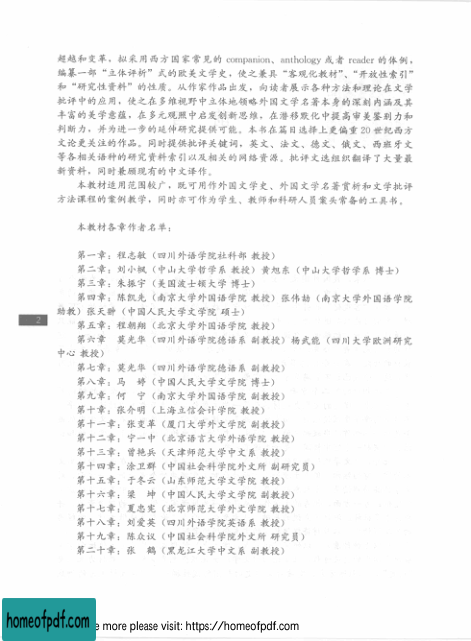 超越和变革，拟采用西方国家常见的 companion、anthology 或者 reader 的体例，
编纂一部“立体评析”式的欧美文学史，使之兼具“客观化教材”、“开放性索引”
和“研究性资料”的性质。从作家作品出发，向读者展示各种方法和理论在文学
批评中的应用，使之在多维视野中立体地领略外国文学名著本身的深刻内涵及其
丰富的美学意蕴，在多元观照中启发创新思维，在潜移默化中提高审美鉴别力和
判断力，并为进一步的延伸研究提供可能。本书在篇目选择上更偏重20世纪西方
文论更关注的作品。同时提供批评关键词，英文、法文、德文、俄文、西班牙文
等各相关语种的研究资料索引以及相关的网络资源。批评文选组织翻译了大量最
新资料，同时兼顾现有的中文译作。
本教材适用范围较广，既可用作外国文学史、外国文学名著赏析和文学批评
方法课程的案例教学，同时亦可作为学生、教师和科研人员案头常备的工具书。
本教材各章作者名单：
第一章：程志敏（四川外语学院社科部 教授）
第二章：刘小枫（中山大学哲学系 教授）黄旭东（中山大学哲学系 博士）
第三章：朱振宇（美国波士顿大学 博士）
第四章：陈凯先（南京大学外国语学院 教授）张伟劼（南京大学外国语学院
助教）张天翀（中国人民大学文学院 硕士）
2
第五章：程朝翔（北京大学外国语学院 教授）
第六章 莫光华（四川外语学院德语系 副教授）杨武能（四川大学欧洲研究
中心 教授）
第七章：莫光华（四川外语学院德语系 副教授）
第八章：马 婷（中国人民大学文学院 博士）
第九章：何 宁（南京大学外国语学院 副教授）
第十章：张介明（上海立信会计学院 教授）
第十一章：张变革（厦门大学外文学院 副教授）
第十二章：宁一中（北京语言大学外语学院 教授）
第十三章：曾艳兵（天津师范大学中文系 教授）
第十四章：涂卫群（中国社会科学院外文所 副研究员）
第十五章：于冬云（山东师范大学文学院 教授）
第十六章：梁 坤（中国人民大学文学院 副教授）
第十七章：夏忠宪（北京师范大学外文学院 教授）
第十八章：刘爱英（四川外语学院英语系 教授）
第十九章：陈众议（中国社会科学院外文所 研究员）
第二十章：张 鹤（黑龙江大学中文系 副教授）
homeofpdf.com
e more please visit: https://homeofpdf.com